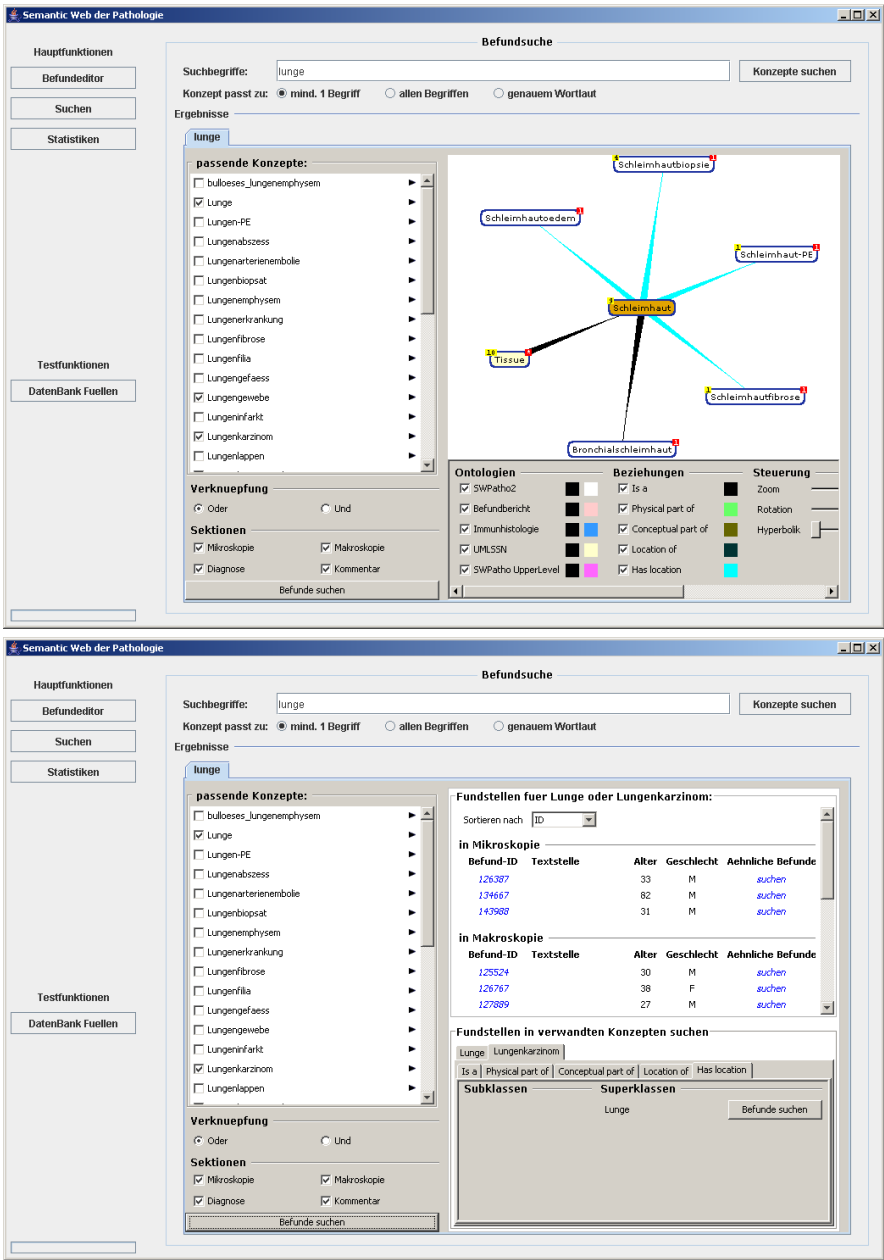 Semantic Web der Pathologie
Hauptfunktionen
Befundeditor
Suchen
Statistiken
Testfunktionen
DatenBank Fuellen
Befundsuche
Suchbegriffe: lunge Konzepte suchen
Konzept passt zu: mind. 1 Begriff allen Begriffen genauem Wortlaut
Ergebnisse
lunge
passende Konzepte:
bulloeses_lungenemphysem
Lunge
Lungen-PE
Lungenabszess
Lungenarterienembolie
Lungenbiopsat
Lungenemphysem
Lungenerkrankung
Lungenfibrose
Lungenfilia
Lungengefaess
Lungengewebe
Lungeninfarkt
Lungenkarzinom
Lungenlappen
Verknuepfung
Oder Und
Sektionen
Mikroskopie Makroskopie
Diagnose Kommentar
Befunde suchen
4 Schleimhautbiopsie 1
Schleimhautoedem 1
1 Schleimhaut-PE 1
Schleimhaut
10 Tissue
1 Schleimhautfibrose 1
Bronchialschleimhaut 1
Ontologien Beziehungen Steuerung
SWPatho2 Is a Zoom
Befundbericht Physical part of Rotation
Immunhistologie Conceptual part of Hyperbolik
UMLSSN Location of
SWPatho UpperLevel Has location
Semantic Web der Pathologie
Hauptfunktionen
Befundeditor
Suchen
Statistiken
Testfunktionen
DatenBank Fuellen
Befundsuche
Suchbegriffe: lunge Konzepte suchen
Konzept passt zu: mind. 1 Begriff allen Begriffen genauem Wortlaut
Ergebnisse
lunge
passende Konzepte:
bulloeses_lungenemphysem
Lunge
Lungen-PE
Lungenabszess
Lungenarterienembolie
Lungenbiopsat
Lungenemphysem
Lungenerkrankung
Lungenfibrose
Lungenfilia
Lungengefaess
Lungengewebe
Lungeninfarkt
Lungenkarzinom
Lungenlappen
Verknuepfung
Oder Und
Sektionen
Mikroskopie Makroskopie
Diagnose Kommentar
Befunde suchen
Fundstellen fuer Lunge oder Lungenkarzinom:
Sortieren nach ID
in Mikroskopie
Befund-ID Textstelle Alter Geschlecht Aehnliche Befunde
126387 33 M suchen
134667 82 M suchen
143988 31 M suchen
in Makroskopie
Befund-ID Textstelle Alter Geschlecht Aehnliche Befunde
125524 30 M suchen
126767 38 F suchen
127889 27 M suchen
Fundstellen in verwandten Konzepten suchen
Lunge Lungenkarzinom
Is a Physical part of Conceptual part of Location of Has location
Subklassen Superklassen
Lunge Befunde suchen